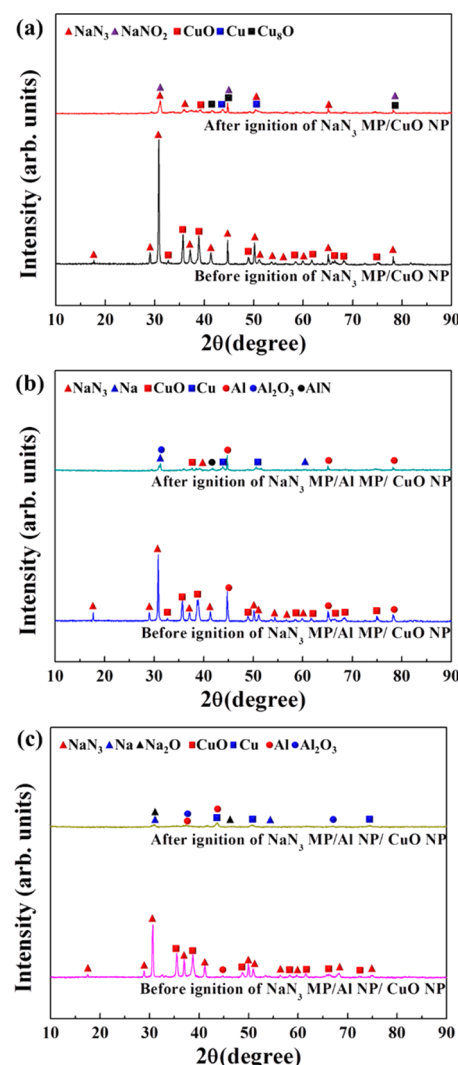 (a)
NaN₃ NaNO₂ CuO Cu Cu₈O
After ignition of NaN₃ MP/CuO NP
Before ignition of NaN₃ MP/CuO NP
Intensity (arb. units)
10 20 30 40 50 60 70 80 90
2θ(degree)
(b)
NaN₃ Na CuO Cu Al Al₂O₃ AlN
After ignition of NaN₃ MP/Al MP/ CuO NP
Before ignition of NaN₃ MP/Al MP/ CuO NP
Intensity (arb. units)
10 20 30 40 50 60 70 80 90
2θ(degree)
(c)
NaN₃ Na Na₂O CuO Cu Al Al₂O₃
After ignition of NaN₃ MP/Al NP/ CuO NP
Before ignition of NaN₃ MP/Al NP/ CuO NP
Intensity (arb. units)
10 20 30 40 50 60 70 80 90
2θ(degree)